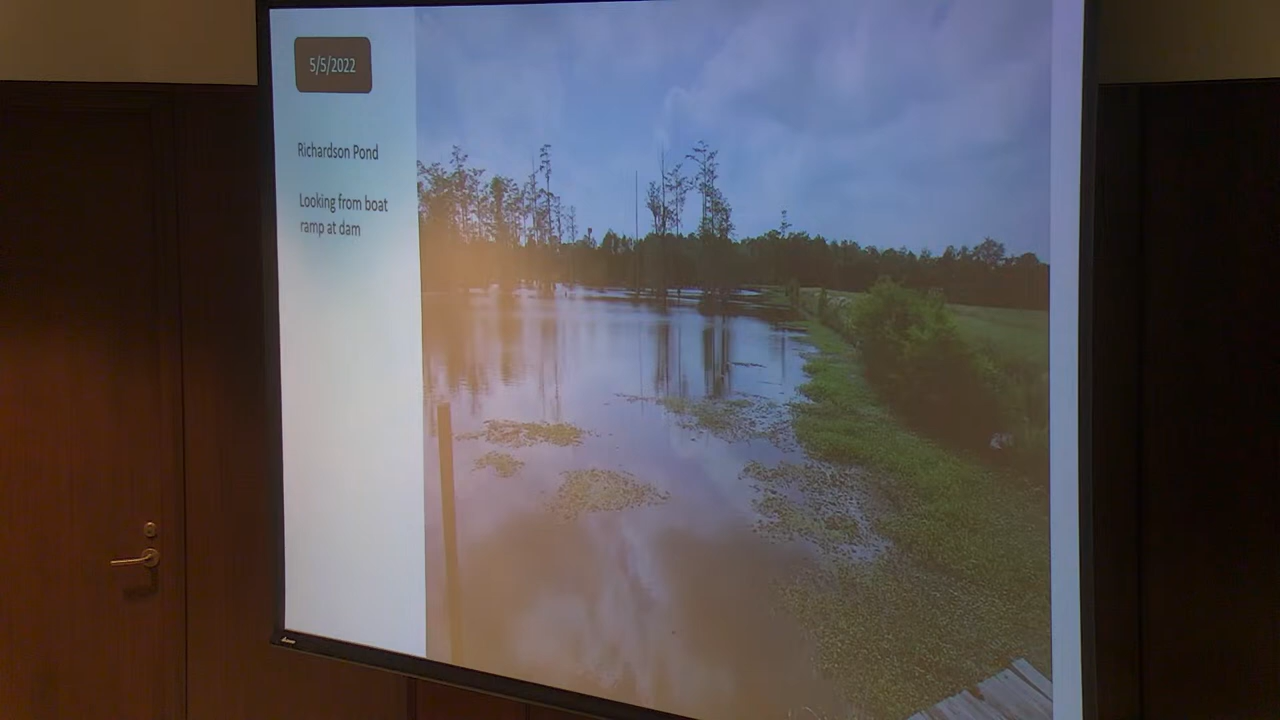 5/5/2022
Richardson Pond
Looking from boat
ramp at dam